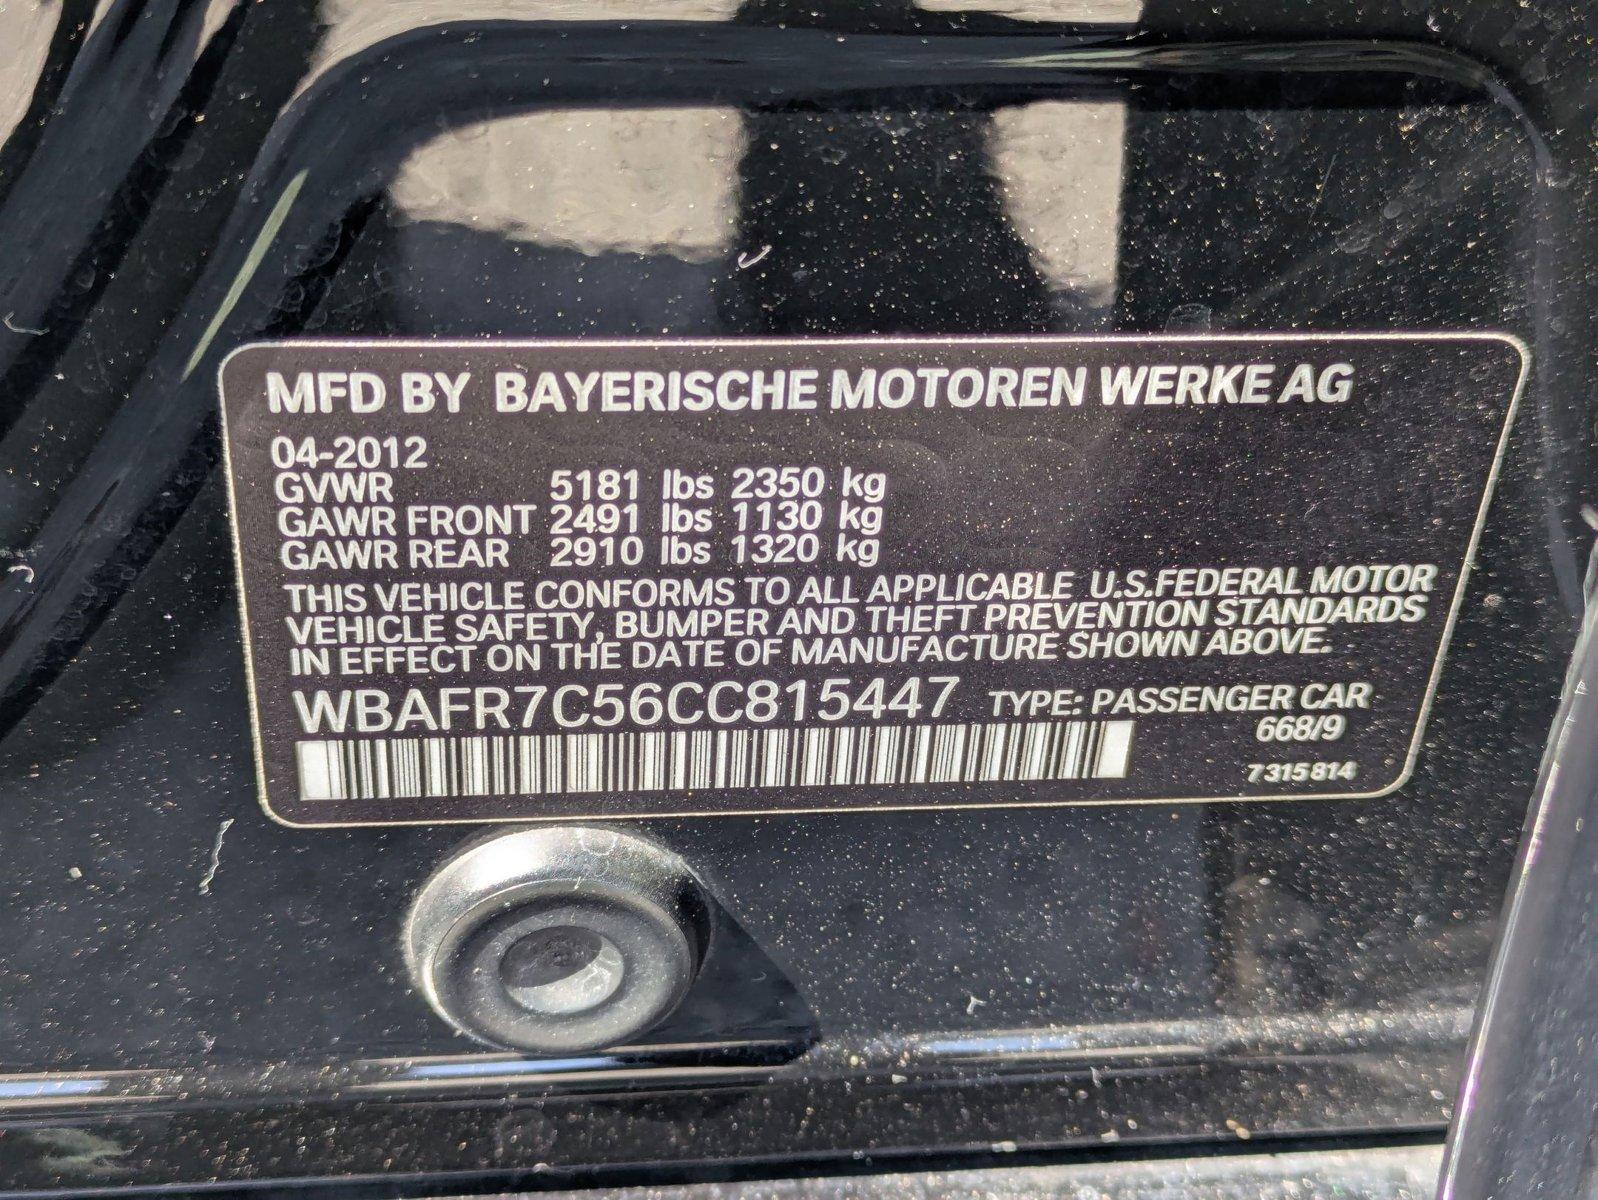 MFD BY BAYERISCHE MOTOREN WERKE AG
04-2012
GVWR 5181 lbs 2350 kg
GAWR FRONT 2491 lbs 1130 kg
GAWR REAR 2910 lbs 1320 kg
THIS VEHICLE CONFORMS TO ALL APPLICABLE U.S.FEDERAL MOTOR
VEHICLE SAFETY, BUMPER AND THEFT PREVENTION STANDARDS
IN EFFECT ON THE DATE OF MANUFACTURE SHOWN ABOVE.
WBAFR7C56CC815447 TYPE: PASSENGER CAR
668/9
7315814